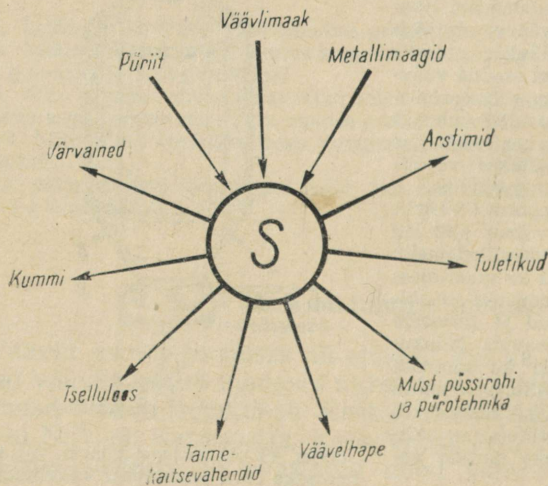 Väävlimaak
Püriit
Metallimaagid
Värvained
Arstimid
S
Kummi
Tuletikud
Tselluloos
Must püssirohi
ja pürotehnika
Taime-
kaitsevahendid
Väävelhape